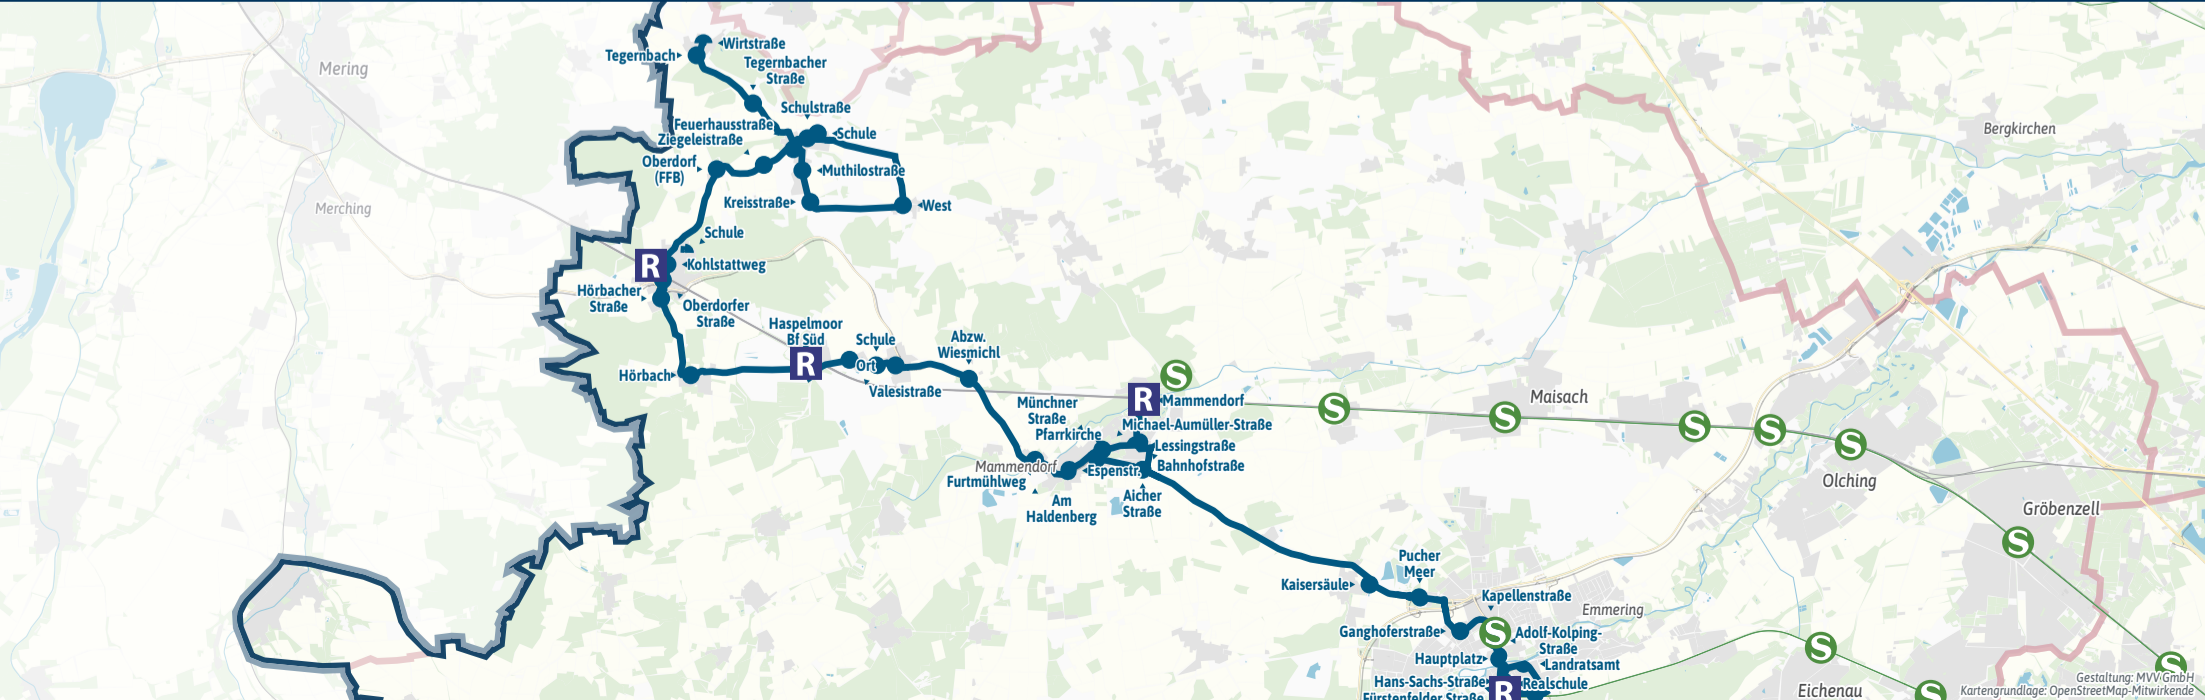 Wirtstraße
Tegernbach
Tegernbacher
Straße
Mering
Schulstraße
Feuerhausstraße
Schule
Bergkirchen
Ziegeleistraße
Oberdorf
(FFB)
Muthilostraße
Kreisstraße
West
Merching
Schule
R
Kohlstattweg
Hörbacher
Straße
Oberdorfer
Straße
Haspelmoor
Bf Süd
R
Schule
Ort
Valesistraße
Abzw.
Wiesmichl
Hörbach
S
R
Mammendorf
S
S
Maisach
S
S
S
Olching
Münchner
Straße
Pfarrkirche
Michael-Aumüller-Straße
Lessingstraße
Mammendorf
Espenstr.
Bahnhofstraße
Furtmühlweg
Am
Haldenberg
Aicher
Straße
Gröbenzell
S
Pucher
Meer
Kaisersäule
Kapellenstraße
Emmering
Ganghoferstraße
S
Adolf-Kolping-
Straße
S
Hauptplatz
Landratsamt
S
Hans-Sachs-Straße
R
Realschule
Fürstenfelder Straße
Eichenau
S
Gestaltung: MVV GmbH
Kartengrundlage: OpenStreetMap-Mitwirkende